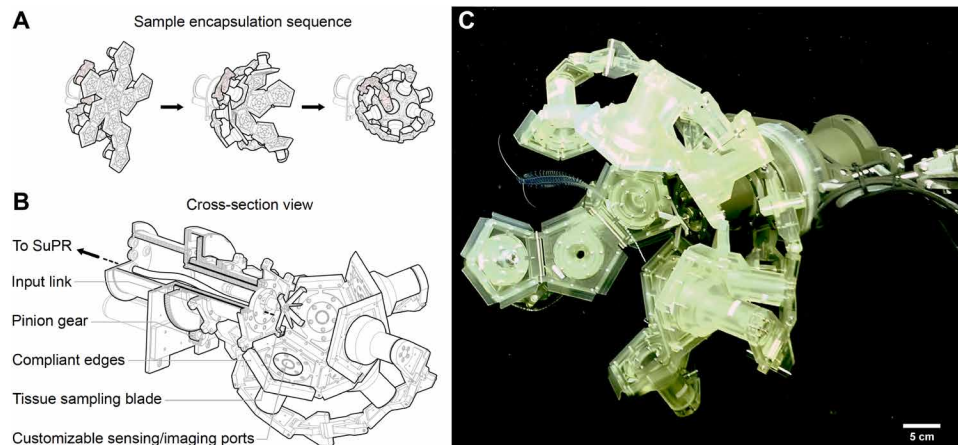 A
Sample encapsulation sequence
B
Cross-section view
To SuPR
Input link
Pinion gear
Compliant edges
Tissue sampling blade
Customizable sensing/imaging ports
C
5 cm